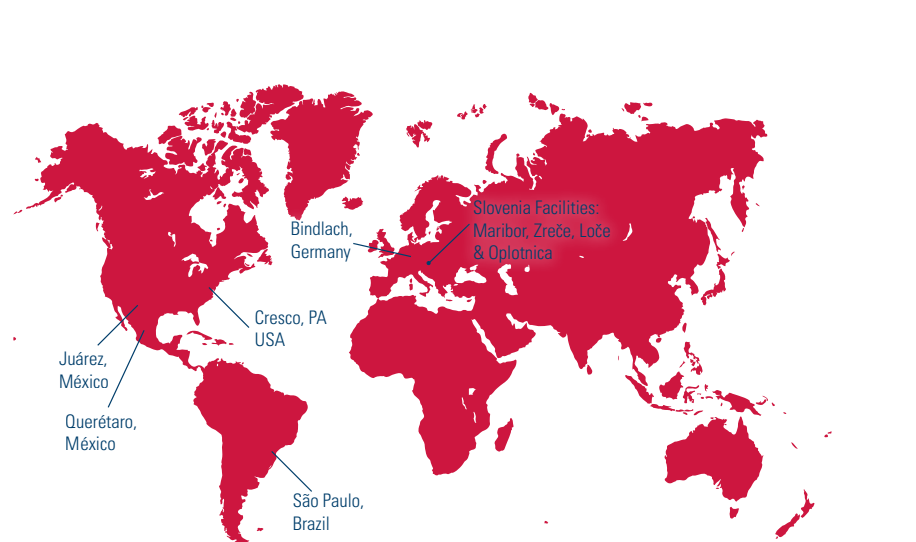 Slovenia Facilities:
Maribor, Zreče, Loče
& Oplotnica
Bindlach,
Germany
Cresco, PA
USA
Juárez,
México
Querétaro,
México
São Paulo,
Brazil